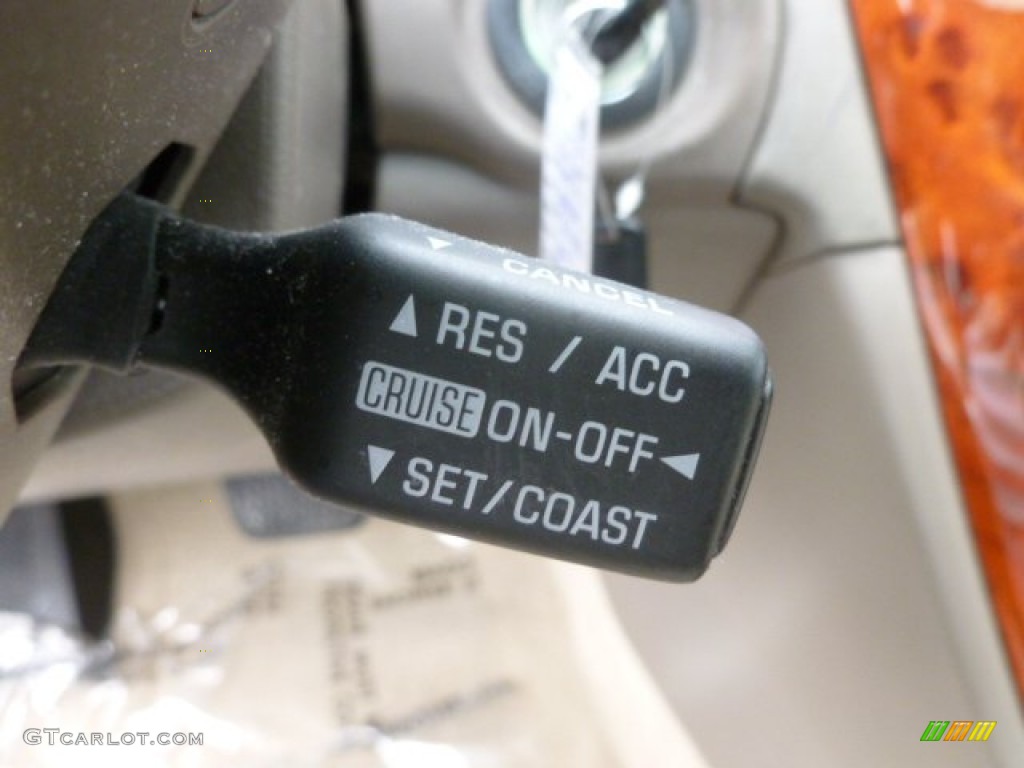 CANCEL
RES / ACC
CRUISE ON-OFF
SET/COAST
GTCARLOT.COM